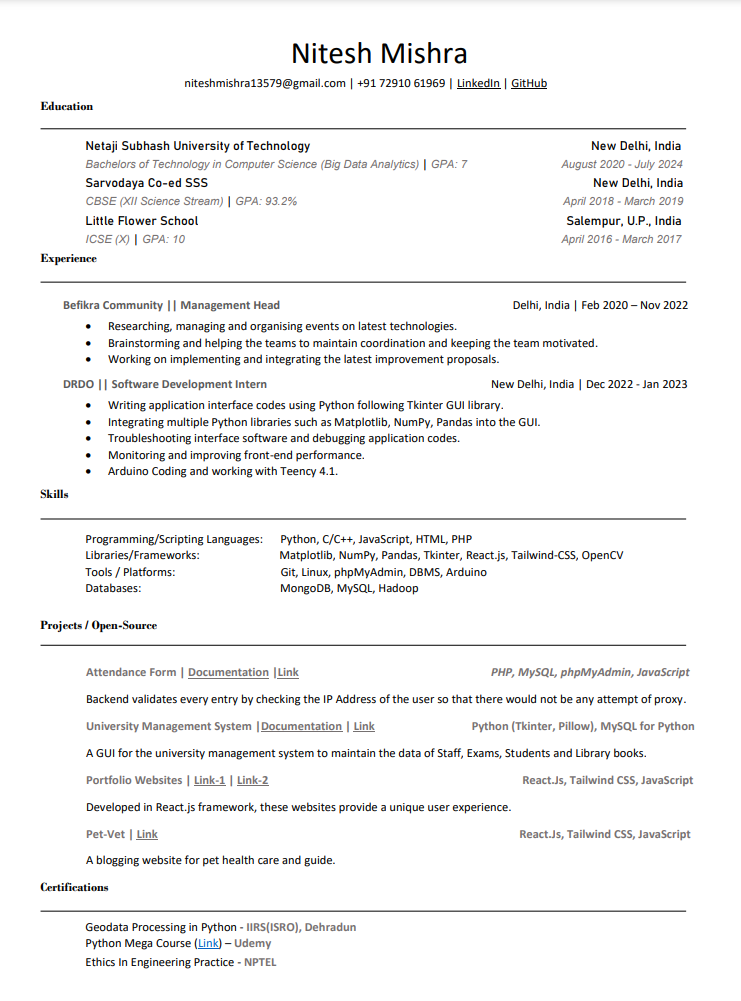 Nitesh Mishra
niteshmishra13579@gmail.com | +91 72910 61969 | LinkedIn | GitHub
Education
Netaji Subhash University of Technology New Delhi, India
Bachelors of Technology in Computer Science (Big Data Analytics) | GPA: 7 August 2020 - July 2024
Sarvodaya Co-ed SSS New Delhi, India
CBSE (XII Science Stream) | GPA: 93.2% April 2018 - March 2019
Little Flower School Salempur, U.P., India
ICSE (X) | GPA: 10 April 2016 - March 2017
Experience
Befikra Community || Management Head Delhi, India | Feb 2020 – Nov 2022
• Researching, managing and organising events on latest technologies.
• Brainstorming and helping the teams to maintain coordination and keeping the team motivated.
• Working on implementing and integrating the latest improvement proposals.
DRDO || Software Development Intern New Delhi, India | Dec 2022 - Jan 2023
• Writing application interface codes using Python following Tkinter GUI library.
• Integrating multiple Python libraries such as Matplotlib, NumPy, Pandas into the GUI.
• Troubleshooting interface software and debugging application codes.
• Monitoring and improving front-end performance.
• Arduino Coding and working with Teency 4.1.
Skills
Programming/Scripting Languages: Python, C/C++, JavaScript, HTML, PHP
Libraries/Frameworks: Matplotlib, NumPy, Pandas, Tkinter, React.js, Tailwind-CSS, OpenCV
Tools / Platforms: Git, Linux, phpMyAdmin, DBMS, Arduino
Databases: MongoDB, MySQL, Hadoop
Projects / Open-Source
Attendance Form | Documentation |Link PHP, MySQL, phpMyAdmin, JavaScript
Backend validates every entry by checking the IP Address of the user so that there would not be any attempt of proxy.
University Management System |Documentation | Link Python (Tkinter, Pillow), MySQL for Python
A GUI for the university management system to maintain the data of Staff, Exams, Students and Library books.
Portfolio Websites | Link-1 | Link-2 React.Js, Tailwind CSS, JavaScript
Developed in React.js framework, these websites provide a unique user experience.
Pet-Vet | Link React.Js, Tailwind CSS, JavaScript
A blogging website for pet health care and guide.
Certifications
Geodata Processing in Python - IIRS(ISRO), Dehradun
Python Mega Course (Link) – Udemy
Ethics In Engineering Practice - NPTEL